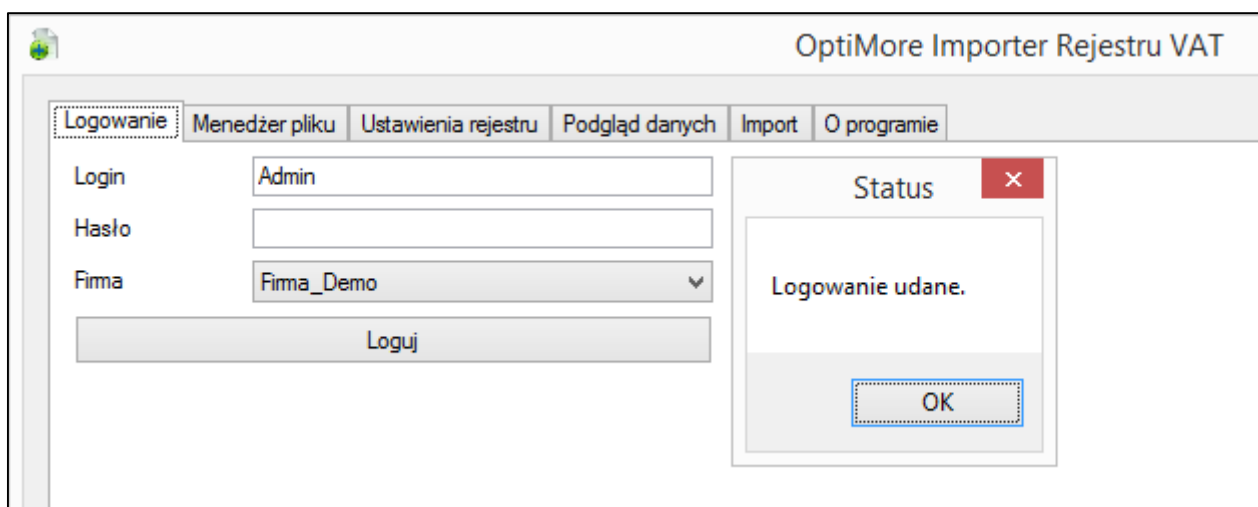 OptiMore Importer Rejestru VAT
Logowanie Menedżer pliku Ustawienia rejestru Podgląd danych Import O programie
Login Admin
Hasło
Firma Firma_Demo
Loguj
Status
Logowanie udane.
OK